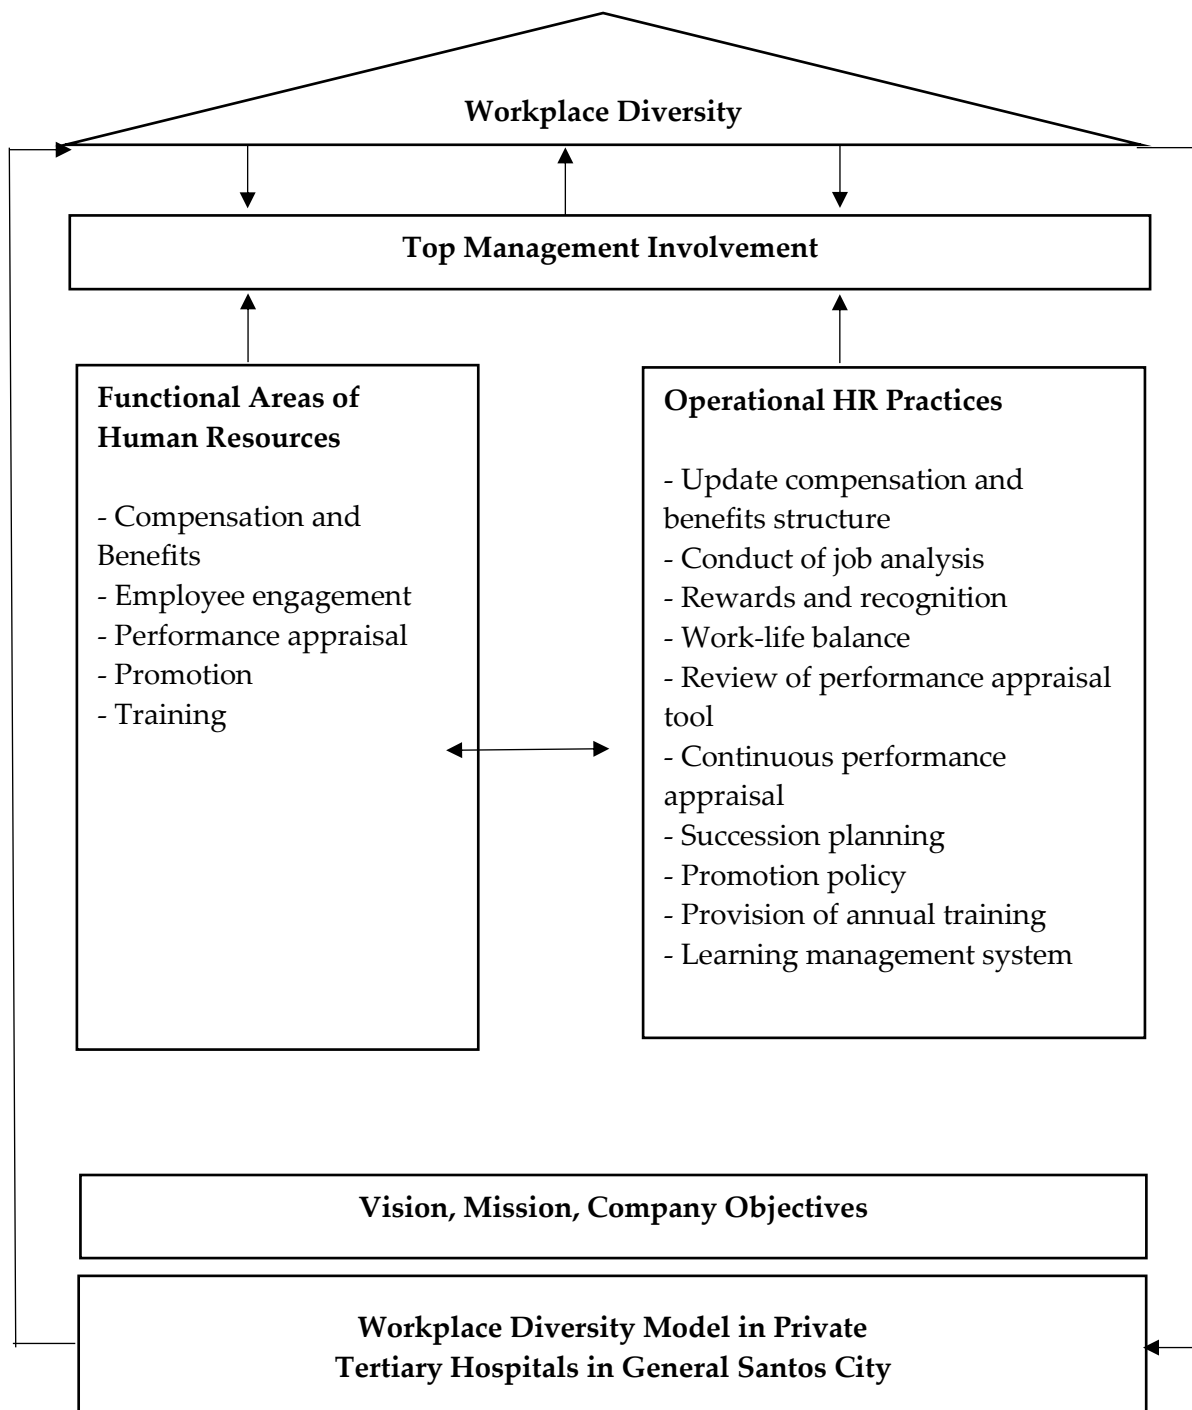 Workplace Diversity
Top Management Involvement
Functional Areas of
Human Resources
- Compensation and
Benefits
- Employee engagement
- Performance appraisal
- Promotion
- Training
Operational HR Practices
- Update compensation and
benefits structure
- Conduct of job analysis
- Rewards and recognition
- Work-life balance
- Review of performance appraisal
tool
- Continuous performance
appraisal
- Succession planning
- Promotion policy
- Provision of annual training
- Learning management system
Vision, Mission, Company Objectives
Workplace Diversity Model in Private
Tertiary Hospitals in General Santos City